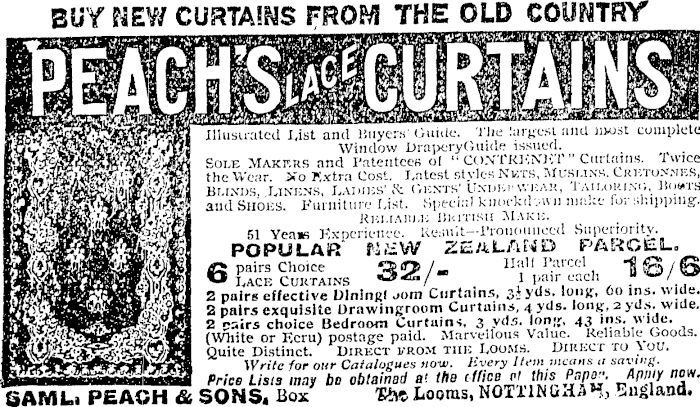 BUY NEW CURTAINS FROM THE OLD COUNTRY
PEACH'S LACE CURTAINS
Illustrated List and Buyers' Guide. The largest and most complete
Window Drapery Guide issued.
SOLE MAKERS and Patentees of "CONTRENET" Curtains. Twice
the Wear. No Extra Cost. Latest styles NETS, MUSLINS, CRETONNES,
BLINDS, LINENS, LADIES' & GENTS' UNDERWEAR, TAILORING, BOOTS
and SHOES. Furniture List. Special knockdown make for shipping.
RELIABLE BRITISH MAKE.
51 Years Experience. Result—Pronounced Superiority.
POPULAR NEW ZEALAND PARCEL.
6 pairs Choice LACE CURTAINS 32/- Half Parcel 1 pair each 16/6
2 pairs effective Diningroom Curtains, 3½ yds. long, 60 ins. wide.
2 pairs exquisite Drawingroom Curtains, 4 yds. long, 2 yds. wide.
2 pairs choice Bedroom Curtains, 3 yds. long, 43 ins. wide.
(White or Ecru) postage paid. Marvellous Value. Reliable Goods.
Quite Distinct. DIRECT FROM THE LOOMS. DIRECT TO YOU.
Write for our Catalogues now. Every Item means a saving.
Price Lists may be obtained at the office of this Paper. Apply now.
SAML. PEACH & SONS, Box The Looms, NOTTINGHAM, England.